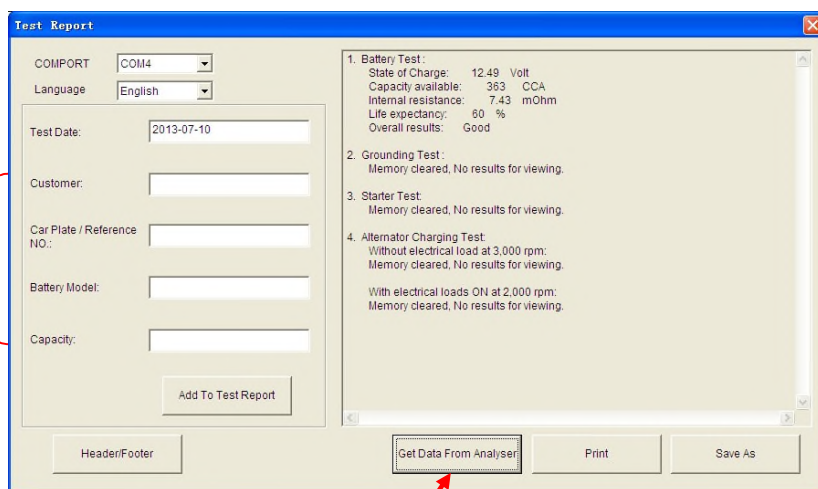 Test Report
COMPORT COM4
Language English
Test Date: 2013-07-10
Customer:
Car Plate / Reference
NO.:
Battery Model:
Capacity:
Add To Test Report
Header/Footer
1. Battery Test :
State of Charge: 12.49 Volt
Capacity available: 363 CCA
Internal resistance: 7.43 mOhm
Life expectancy: 60 %
Overall results: Good
2. Grounding Test :
Memory cleared, No results for viewing.
3. Starter Test:
Memory cleared, No results for viewing.
4. Alternator Charging Test:
Without electrical load at 3,000 rpm:
Memory cleared, No results for viewing.
With electrical loads ON at 2,000 rpm:
Memory cleared, No results for viewing.
Get Data From Analyser
Print
Save As